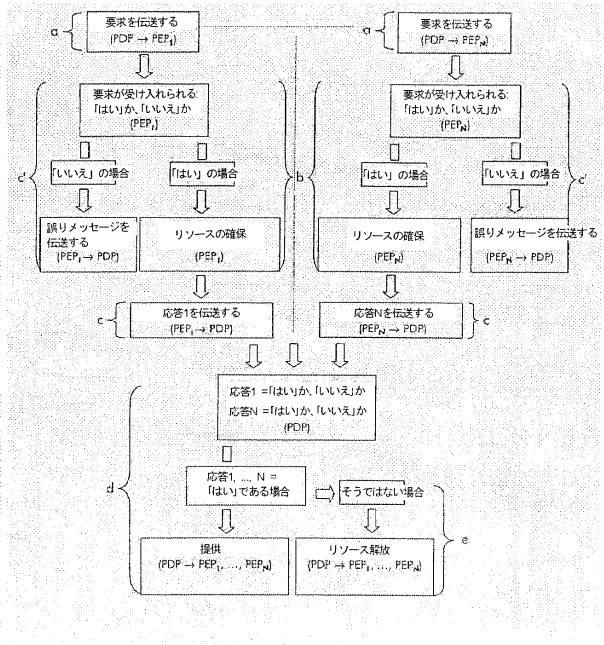 a
要求を伝送する
(PDP → PEP1)
a
要求を伝送する
(PDP → PEPN)
要求が受け入れられる:
「はい」か、「いいえ」か
(PEP1)
要求が受け入れられる:
「はい」か、「いいえ」か
(PEPN)
c'
「いいえ」の場合
「はい」の場合
b
「はい」の場合
「いいえ」の場合
c'
誤りメッセージを
伝送する
(PEP1 → PDP)
リソースの確保
(PEP1)
リソースの確保
(PEPN)
誤りメッセージを伝送する
(PEPN → PDP)
c
応答1を伝送する
(PEP1 → PDP)
応答Nを伝送する
(PEPN → PDP)
c
応答1 =「はい」か、「いいえ」か
応答N =「はい」か、「いいえ」か
(PDP)
d
応答1, ..., N =
「はい」である場合
そうではない場合
e
提供
(PDP → PEP1, ..., PEPN)
リソース解放
(PDP → PEP1, ..., PEPN)